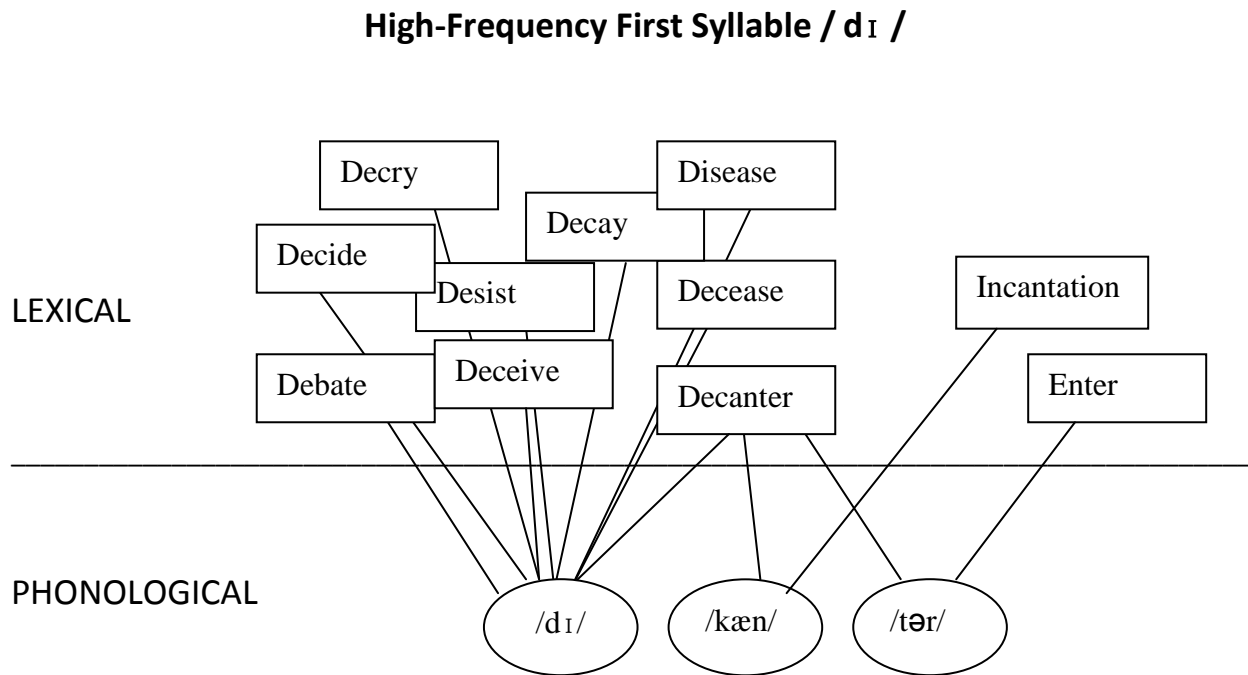 High-Frequency First Syllable / dɪ /
Decry
Disease
Decay
Decide
Desist
Decease
Incantation
LEXICAL
Debate
Deceive
Decanter
Enter
PHONOLOGICAL
/dɪ/
/kæn/
/tər/